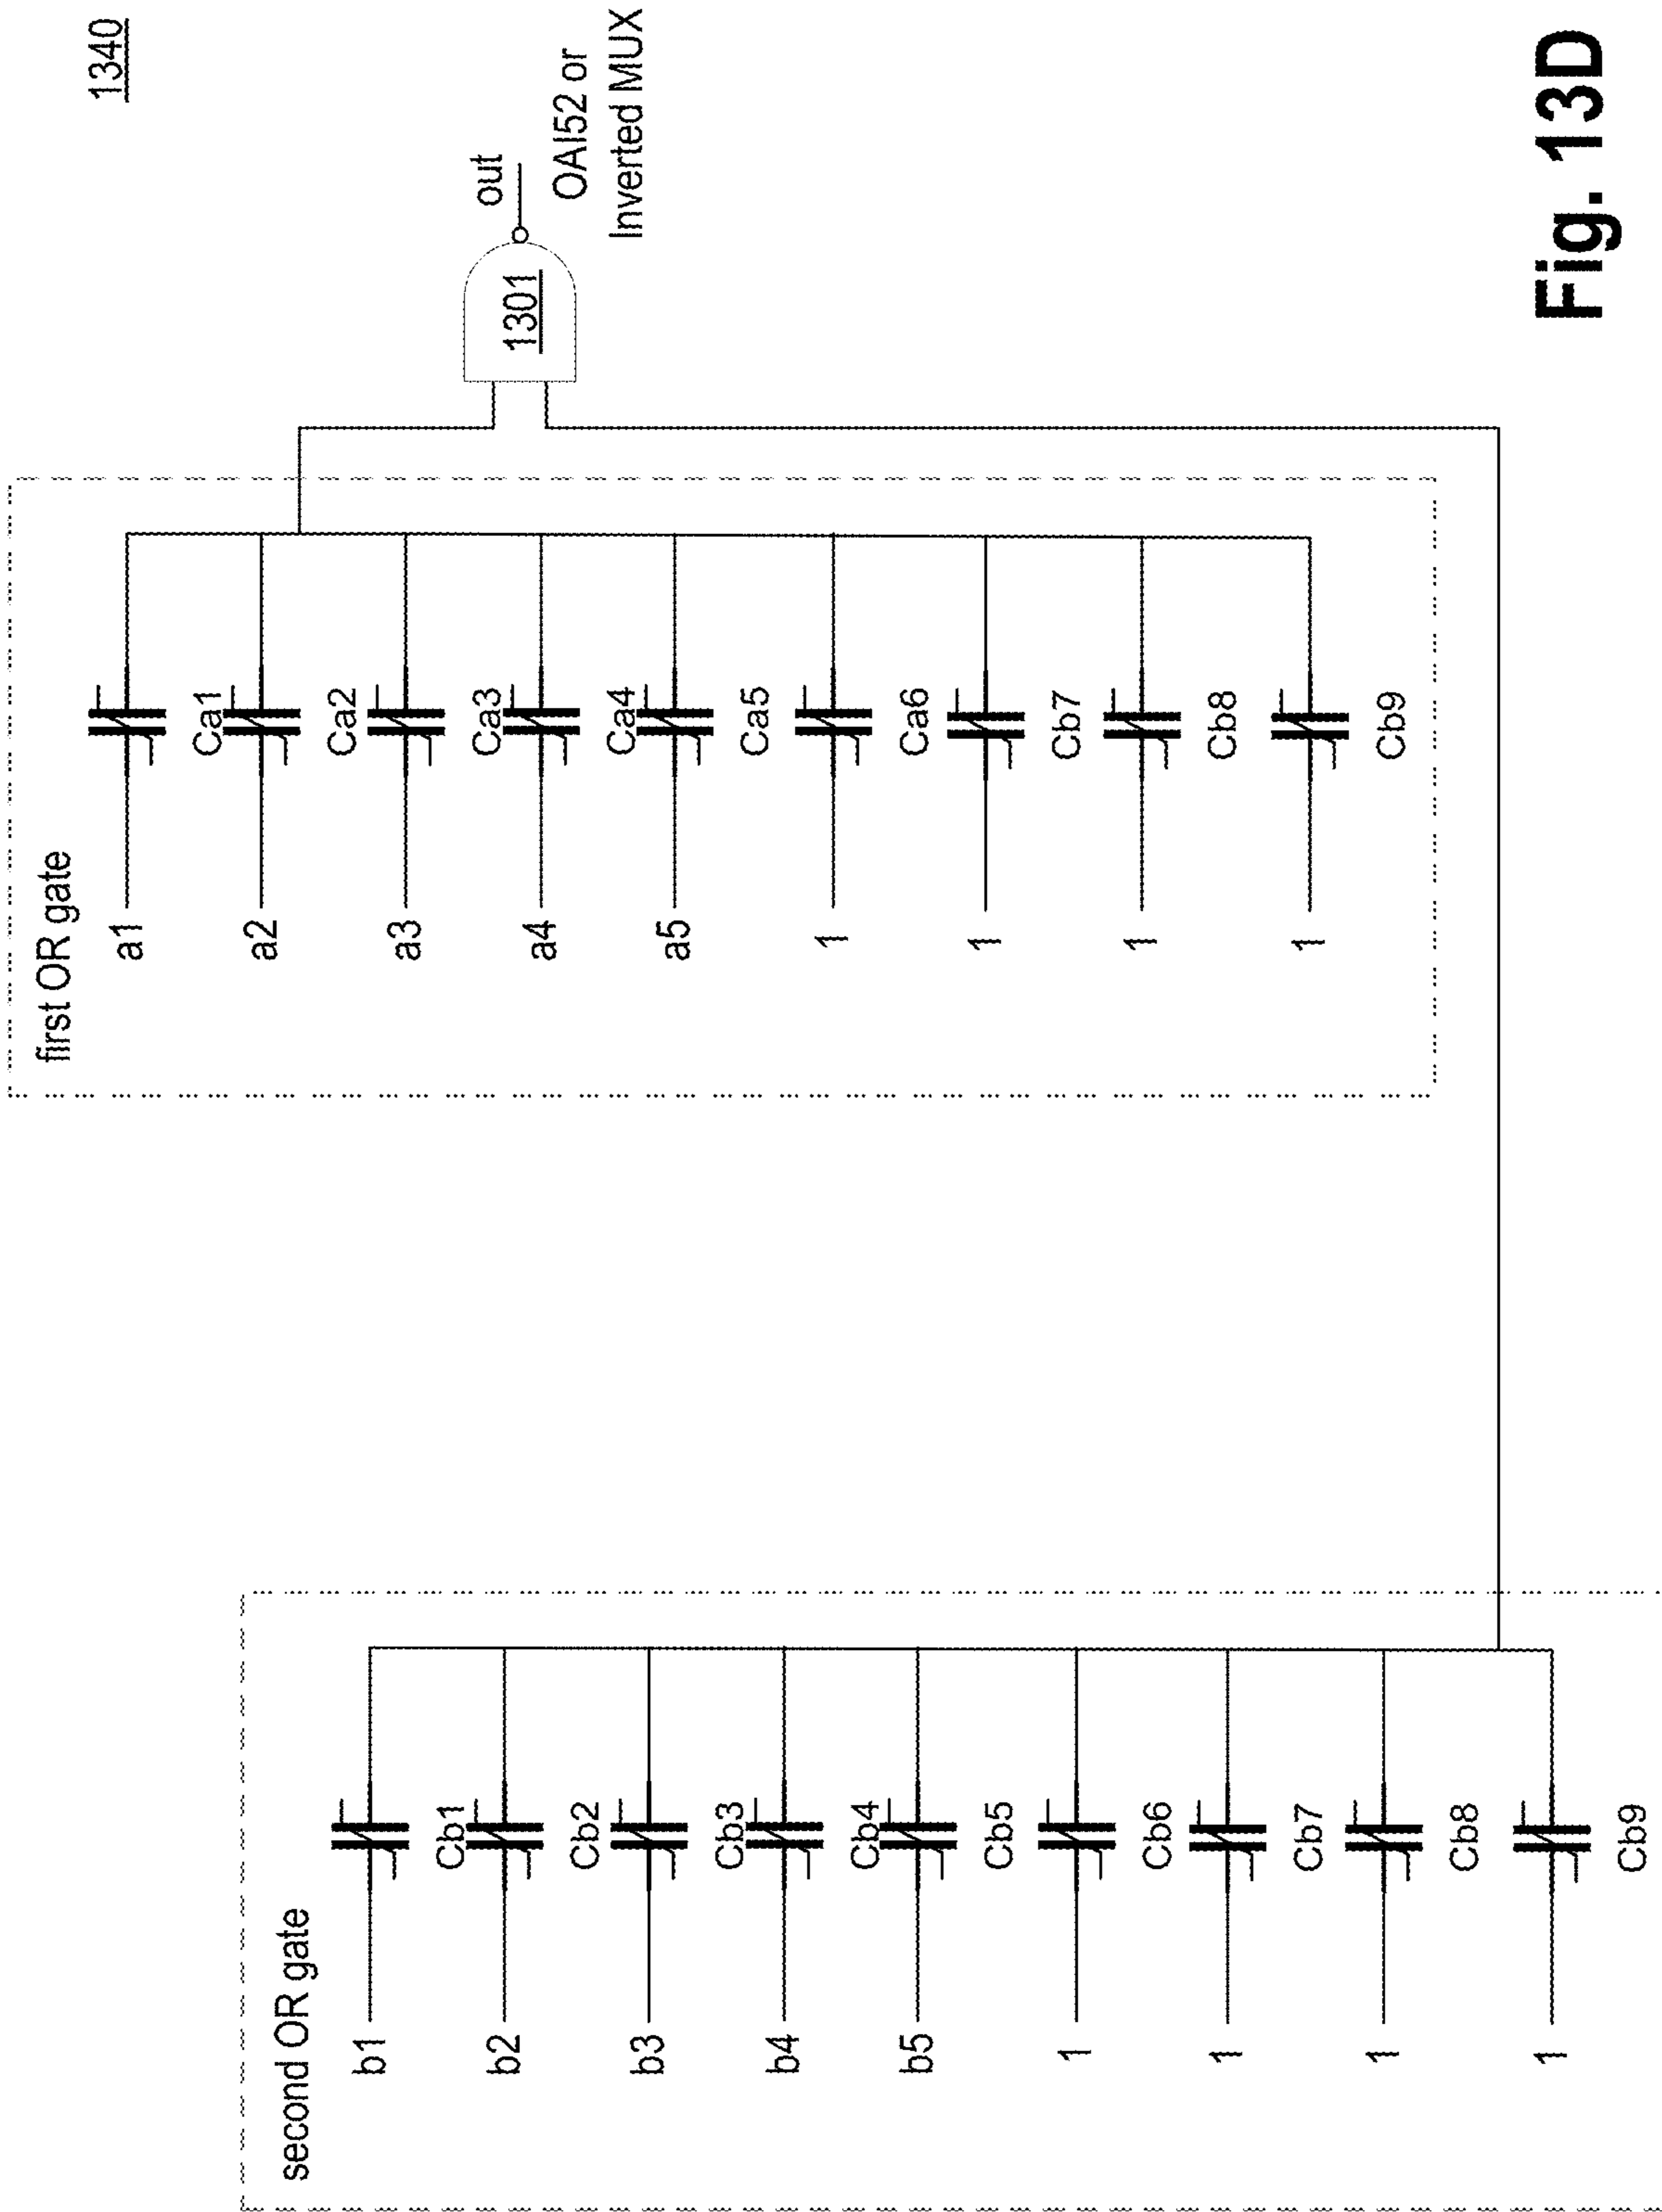 1340
first OR gate
a1
Ca1
a2
Ca2
a3
Ca3
a4
Ca4
a5
Ca5
1
Ca6
1
Cb7
1
Cb8
1
Cb9
1301
out
OAI52 or
Inverted MUX
second OR gate
b1
Cb1
b2
Cb2
b3
Cb3
b4
Cb4
b5
Cb5
1
Cb6
1
Cb7
1
Cb8
1
Cb9
Fig. 13D